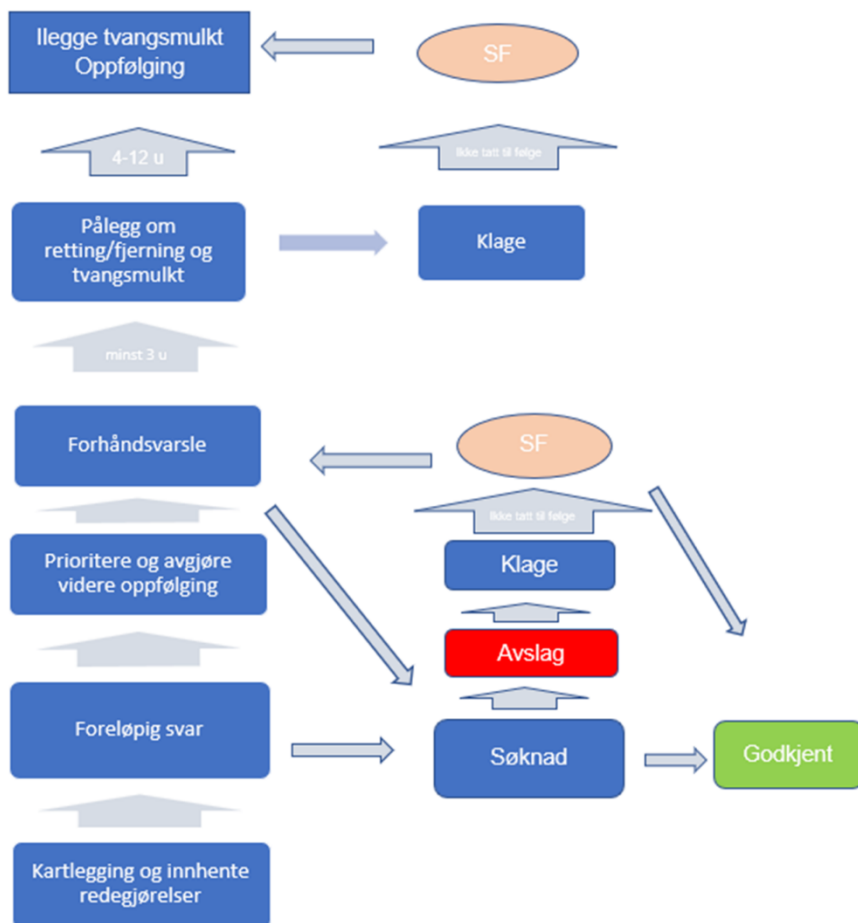 Ilegge tvangsmulkt
Oppfølging
SF
4-12 u
Ikke tatt til følge
Pålegg om
retting/fjerning og
tvangsmulkt
Klage
minst 3 u
Forhåndsvarsle
SF
Ikke tatt til følge
Prioritere og avgjøre
videre oppfølging
Klage
Avslag
Foreløpig svar
Søknad
Godkjent
Kartlegging og innhente
redegjørelser